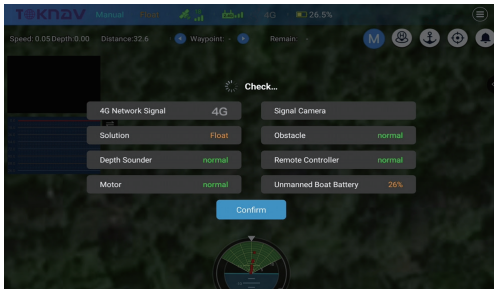 TOKNAV Manual Float 4G 26.5%
Speed: 0.05 Depth:0.00 Distance:32.6 Waypoint: - Remain: - M
Check...
4G Network Signal 4G Signal Camera
Solution Float Obstacle normal
Depth Sounder normal Remote Controller normal
Motor normal Unmanned Boat Battery 26%
Confirm